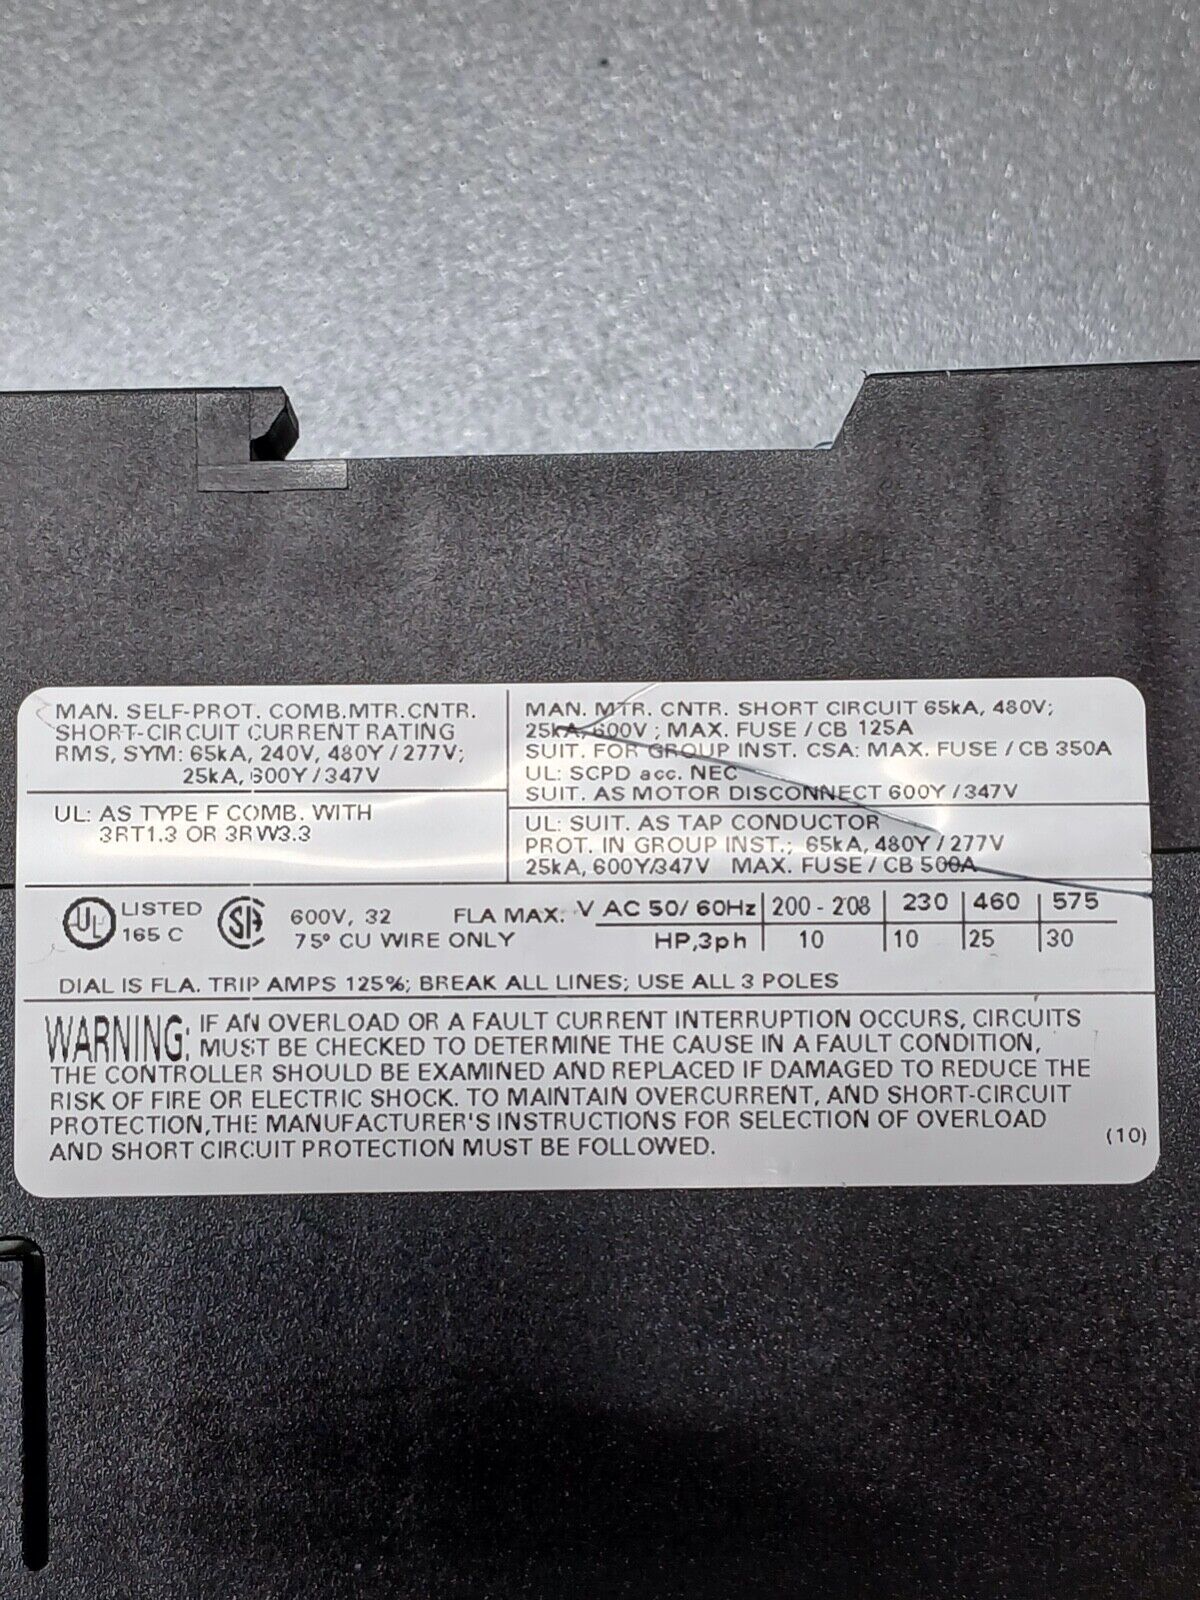 MAN. SELF-PROT. COMB.MTR.CNTR.
SHORT-CIRCUIT CURRENT RATING
RMS, SYM: 65kA, 240V, 480Y/277V;
25kA, 600Y/347V
UL: AS TYPE F COMB. WITH
3RT1.3 OR 3RW3.3
MAN. MTR. CNTR. SHORT CIRCUIT 65kA, 480V;
25kA, 600V; MAX. FUSE/CB 125A
SUIT. FOR GROUP INST. CSA: MAX. FUSE/CB 350A
UL: SCPD acc. NEC
SUIT. AS MOTOR DISCONNECT 600Y/347V
UL: SUIT. AS TAP CONDUCTOR
PROT. IN GROUP INST.; 65kA, 480Y/277V
25kA, 600Y/347V MAX. FUSE/CB 500A
UL LISTED
165 C
SA
600V, 32 FLA MAX.
75° CU WIRE ONLY
V AC 50/60Hz 200-208 230 460 575
HP,3ph 10 10 25 30
DIAL IS FLA. TRIP AMPS 125%; BREAK ALL LINES; USE ALL 3 POLES
WARNING: IF AN OVERLOAD OR A FAULT CURRENT INTERRUPTION OCCURS, CIRCUITS
MUST BE CHECKED TO DETERMINE THE CAUSE IN A FAULT CONDITION,
THE CONTROLLER SHOULD BE EXAMINED AND REPLACED IF DAMAGED TO REDUCE THE
RISK OF FIRE OR ELECTRIC SHOCK. TO MAINTAIN OVERCURRENT, AND SHORT-CIRCUIT
PROTECTION,THE MANUFACTURER'S INSTRUCTIONS FOR SELECTION OF OVERLOAD
AND SHORT CIRCUIT PROTECTION MUST BE FOLLOWED.
(10)